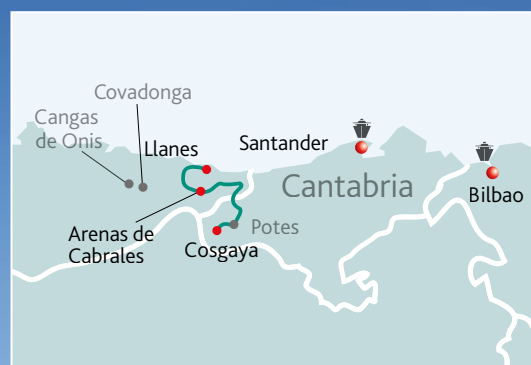 Covadonga
Cangas
de Onis
Llanes
Santander
Cantabria
Bilbao
Arenas de
Cabrales
Potes
Cosgaya